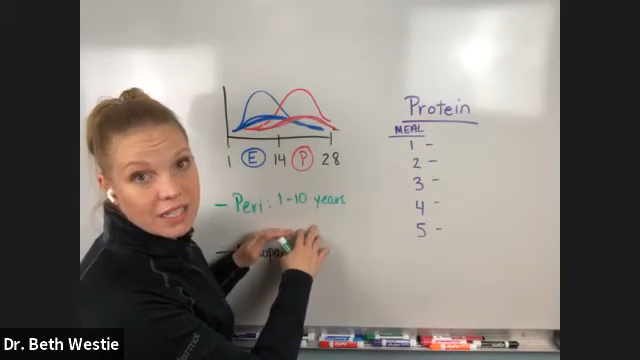 Protein
MEAL
1 -
2 -
3 -
4 -
5 -
1 E 14 P 28
- Peri: 1-10 years
Dr. Beth Westie